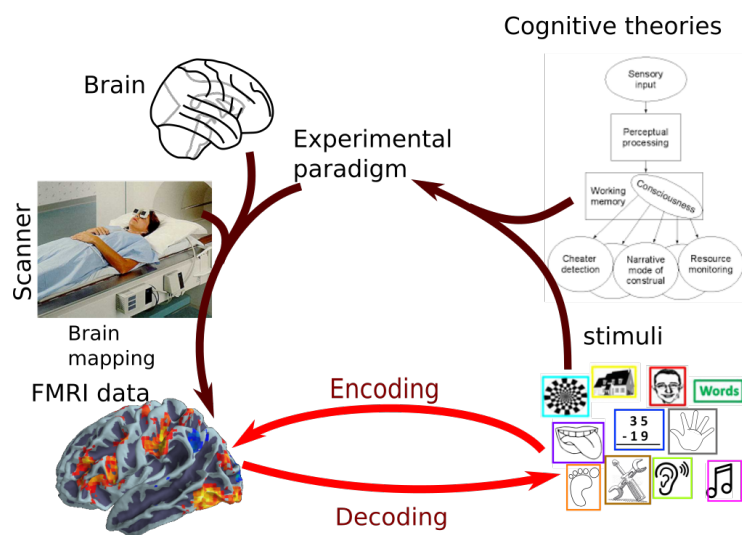 Cognitive theories
Brain
Sensory
input
Experimental
paradigm
Perceptual
processing
Scanner
Working
memory
Consciousness
Cheater
detection
Narrative
mode of
construal
Resource
monitoring
Brain
mapping
FMRI data
stimuli
Encoding
Words
35
-19
Decoding